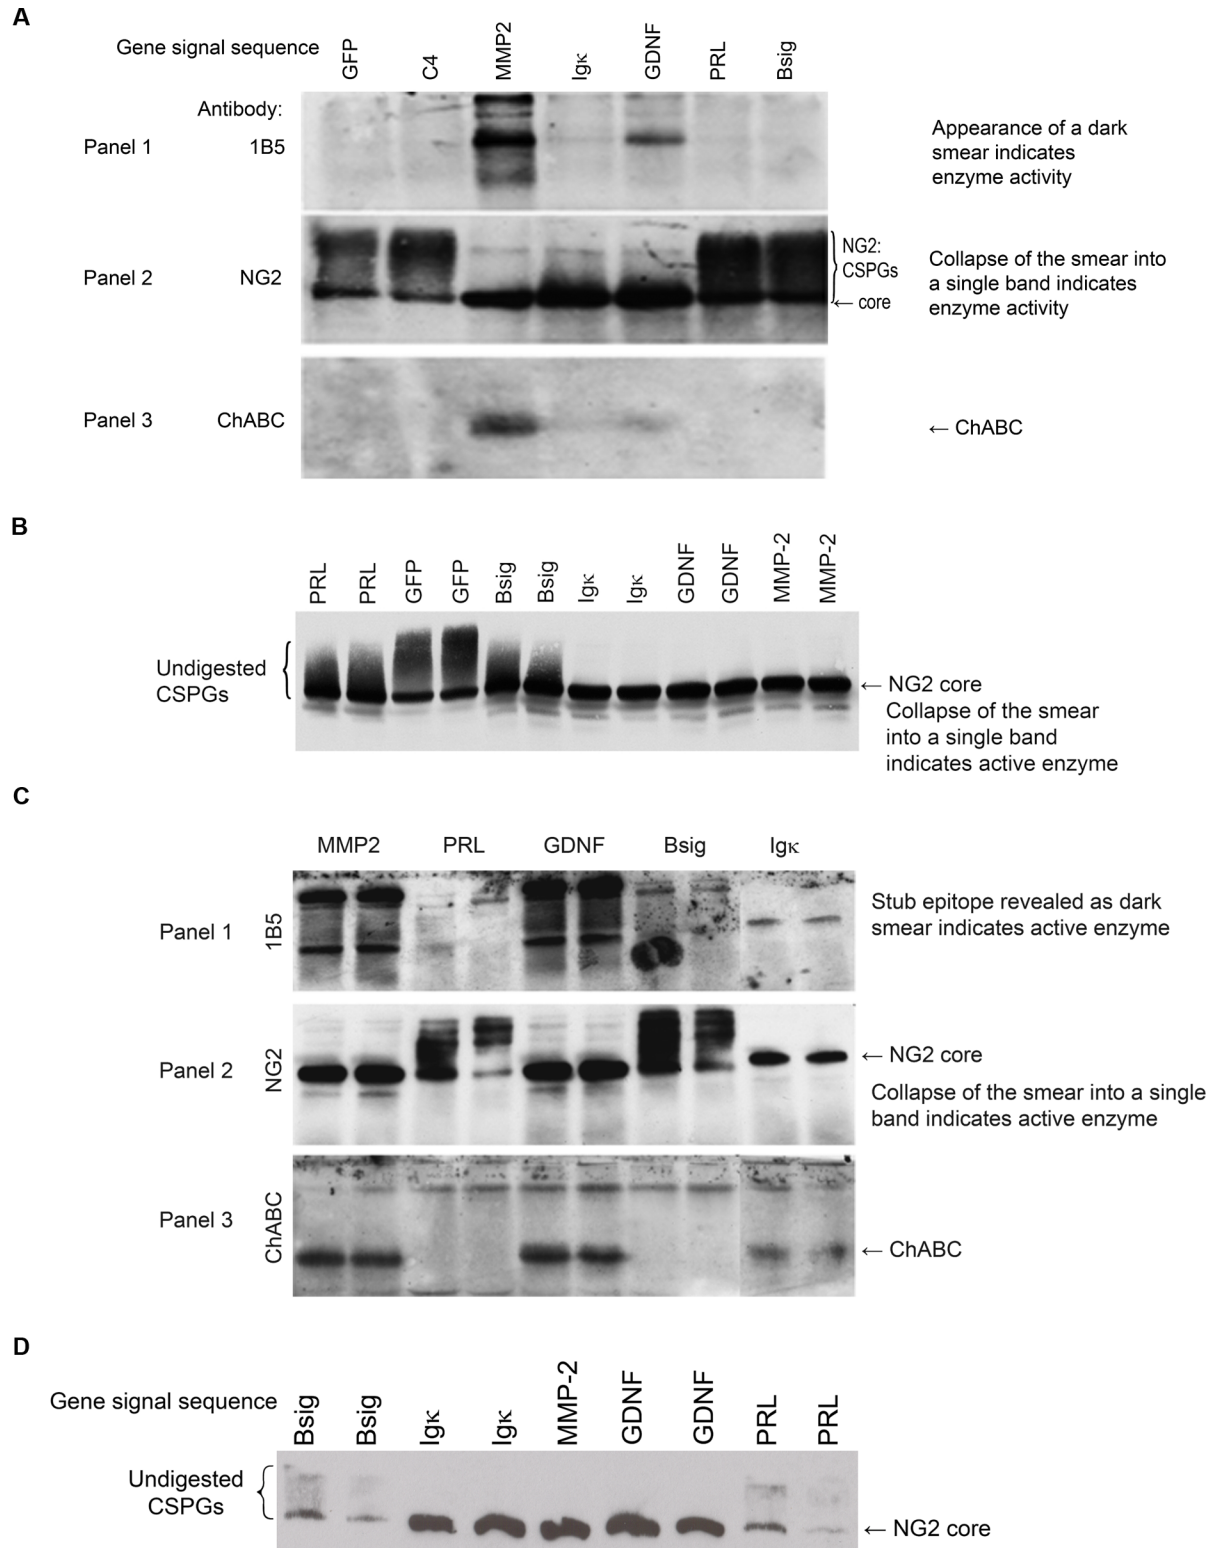 A
Gene signal sequence
GFP
C4
MMP2
Igκ
GDNF
PRL
Bsig
Antibody:
Panel 1
1B5
Appearance of a dark
smear indicates
enzyme activity
Panel 2
NG2
NG2:
CSPGs
← core
Collapse of the smear into
a single band indicates
enzyme activity
Panel 3
ChABC
← ChABC
B
PRL
PRL
GFP
GFP
Bsig
Bsig
Igκ
Igκ
GDNF
GDNF
MMP-2
MMP-2
Undigested
CSPGs
← NG2 core
Collapse of the smear
into a single band
indicates active enzyme
C
MMP2
PRL
GDNF
Bsig
Igκ
Panel 1
1B5
Stub epitope revealed as dark
smear indicates active enzyme
Panel 2
NG2
← NG2 core
Collapse of the smear into a single
band indicates active enzyme
Panel 3
ChABC
← ChABC
D
Gene signal sequence
Bsig
Bsig
Igκ
Igκ
MMP-2
GDNF
GDNF
PRL
PRL
Undigested
CSPGs
← NG2 core